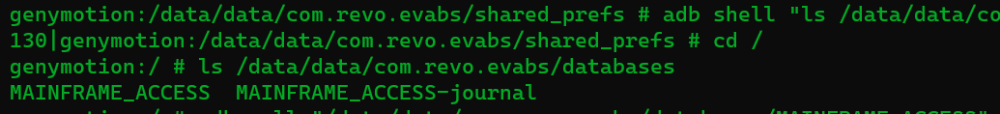 genymotion:/data/data/com.revo.evabs/shared_prefs # adb shell "ls /data/data/co
130|genymotion:/data/data/com.revo.evabs/shared_prefs # cd /
genymotion:/ # ls /data/data/com.revo.evabs/databases
MAINFRAME_ACCESS  MAINFRAME_ACCESS-journal